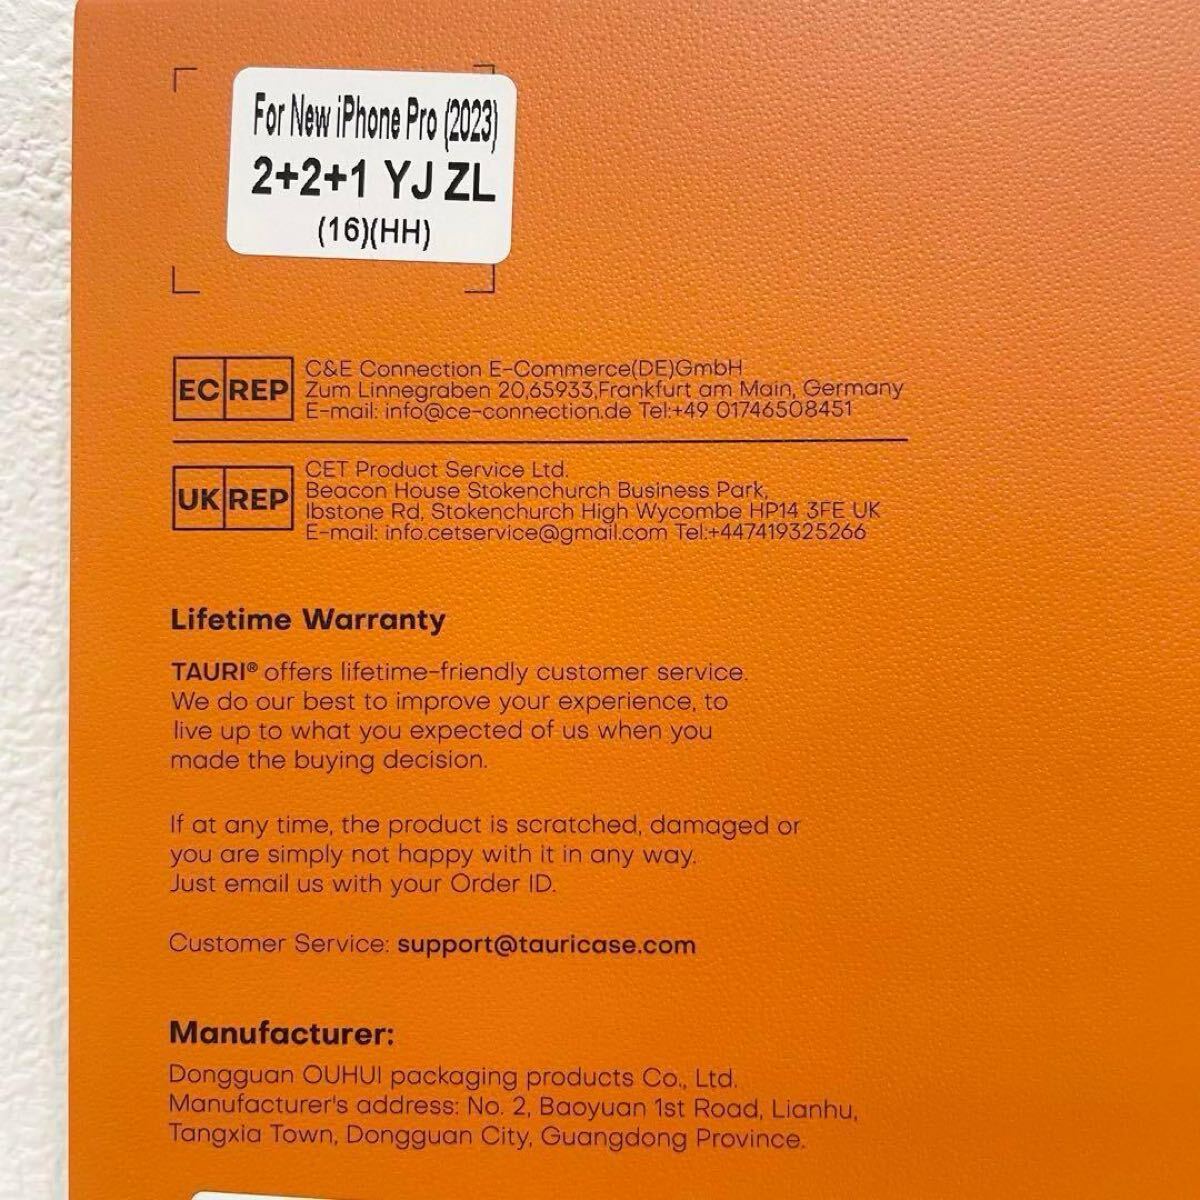 For New iPhone Pro (2023)
2+2+1 YJ ZL
(16)(HH)
EC REP
C&E Connection E-Commerce(DE)GmbH
Zum Linnegraben 20,65933,Frankfurt am Main, Germany
E-mail: info@ce-connection.de Tel:+49 01746508451
UK REP
CET Product Service Ltd.
Beacon House Stokenchurch Business Park,
Ibstone Rd, Stokenchurch High Wycombe HP14 3FE UK
E-mail: info.cetservice@gmail.com Tel:+447419325266
Lifetime Warranty
TAURI® offers lifetime-friendly customer service.
We do our best to improve your experience, to
live up to what you expected of us when you
made the buying decision.
If at any time, the product is scratched, damaged or
you are simply not happy with it in any way.
Just email us with your Order ID.
Customer Service: support@tauricase.com
Manufacturer:
Dongguan OUHUI packaging products Co., Ltd.
Manufacturer's address: No. 2, Baoyuan 1st Road, Lianhu,
Tangxia Town, Dongguan City, Guangdong Province.